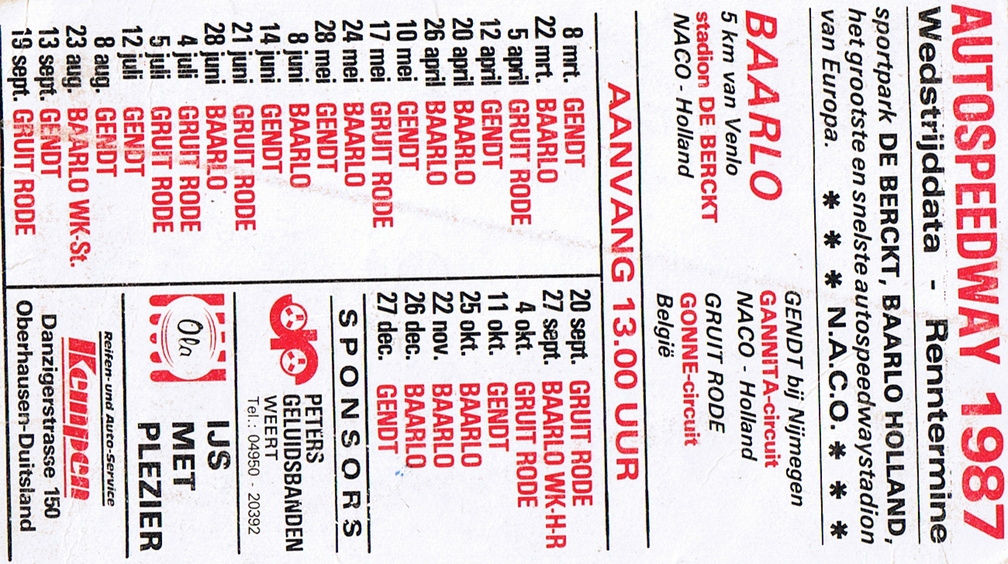 AUTOSPEEDWAY 1987
Wedstrijddata - Renntermine
sportpark DE BERCKT, BAARLO HOLLAND,
het grootste en snelste autospeedwaystadion
van Europa. * * * N.A.C.O. * * * *
BAARLO
5 km van Venlo
stadion DE BERCKT
NACO - Holland
GENDT bij Nijmegen
GANNITA-circuit
NACO - Holland
GRUIT RODE
GONNE-circuit
België
AANVANG 13.00 UUR
8 mrt. GENDT
22 mrt. BAARLO
5 april GRUIT RODE
12 april GENDT
20 april BAARLO
26 april BAARLO
10 mei GENDT
17 mei GRUIT RODE
24 mei BAARLO
28 mei GENDT
8 juni BAARLO
14 juni GENDT
21 juni GRUIT RODE
28 juni BAARLO
4 juli GRUIT RODE
5 juli GRUIT RODE
12 juli GENDT
8 aug. GENDT
23 aug. BAARLO WK-St.
13 sept. GENDT
19 sept. GRUIT RODE
20 sept. GRUIT RODE
27 sept. BAARLO WK-H-R
4 okt. GRUIT RODE
11 okt. GENDT
25 okt. BAARLO
22 nov. BAARLO
26 dec. BAARLO
27 dec. GENDT
SPONSORS
PETERS
GELUIDSBANDEN
WEERT
Tel.: 04950 - 20392
Ola
IJS
MET
PLEZIER
Reifen- und Auto-Service
Kempen
Danzigerstrasse 150
Oberhausen-Duitsland